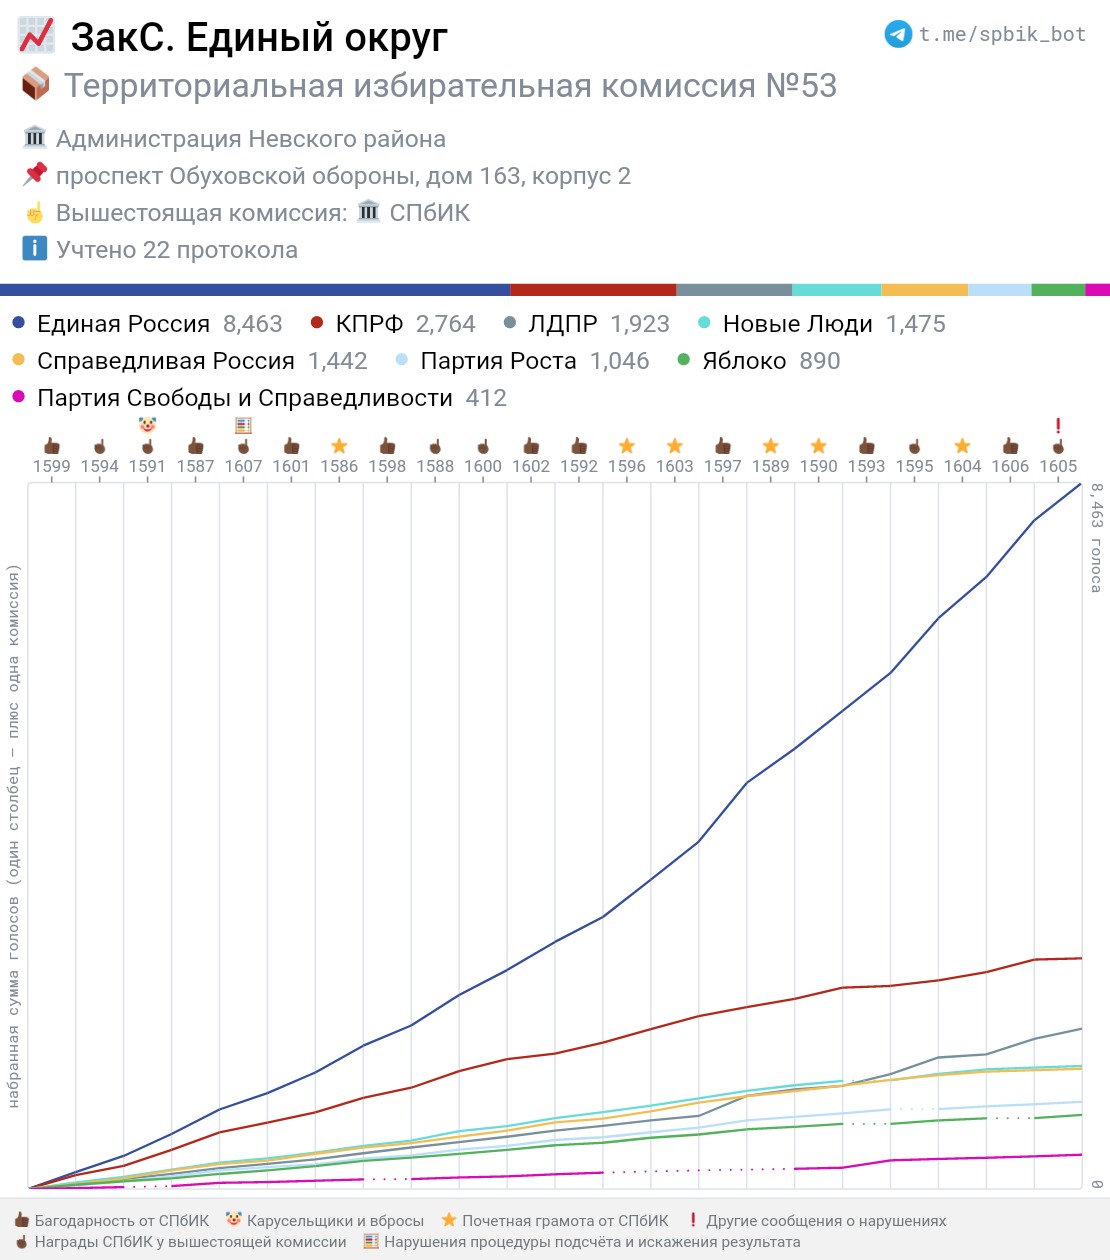 ЗакС. Единый округ
t.me/spbik_bot
Территориальная избирательная комиссия №53
Администрация Невского района
проспект Обуховской обороны, дом 163, корпус 2
Вышестоящая комиссия: СПбИК
Учтено 22 протокола
Единая Россия 8,463 КПРФ 2,764 ЛДПР 1,923 Новые Люди 1,475
Справедливая Россия 1,442 Партия Роста 1,046 Яблоко 890
Партия Свободы и Справедливости 412
1599 1594 1591 1587 1607 1601 1586 1598 1588 1600 1602 1592 1596 1603 1597 1589 1590 1593 1595 1604 1606 1605
8,463 голоса
набранная сумма голосов (один столбец – плюс одна комиссия)
0
Багодарность от СПбИК Карусельщики и вбросы Почетная грамота от СПбИК Другие сообщения о нарушениях
Награды СПбИК у вышестоящей комиссии Нарушения процедуры подсчёта и искажения результата